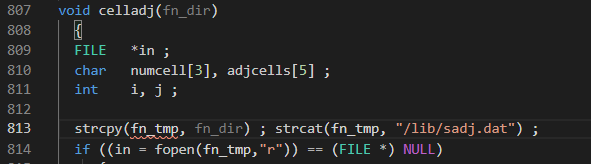 807 void celladj(fn_dir)
808 {
809 FILE *in ;
810 char numcell[3], adjcells[5] ;
811 int i, j ;
812
813 strcpy(fn_tmp, fn_dir) ; strcat(fn_tmp, "/lib/sadj.dat") ;
814 if ((in = fopen(fn_tmp,"r")) == (FILE *) NULL)